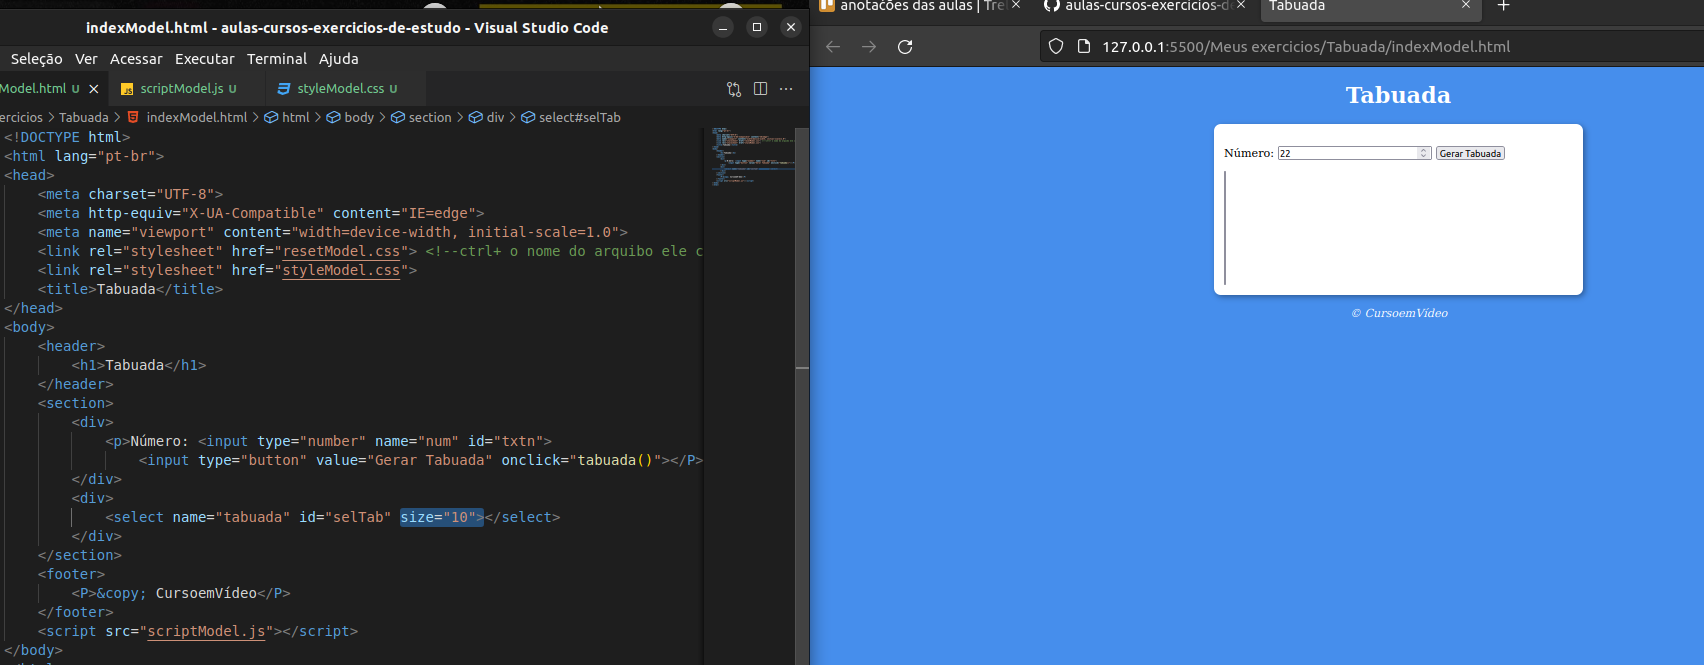 indexModel.html - aulas-cursos-exercicios-de-estudo - Visual Studio Code
Seleção Ver Acessar Executar Terminal Ajuda
Model.html U scriptModel.js U styleModel.css U
ercicios > Tabuada > indexModel.html > html > body > section > div > select#selTab
<!DOCTYPE html>
<html lang="pt-br">
<head>
<meta charset="UTF-8">
<meta http-equiv="X-UA-Compatible" content="IE=edge">
<meta name="viewport" content="width=device-width, initial-scale=1.0">
<link rel="stylesheet" href="resetModel.css"> <!--ctrl+ o nome do arquibo ele c
<link rel="stylesheet" href="styleModel.css">
<title>Tabuada</title>
</head>
<body>
<header>
<h1>Tabuada</h1>
</header>
<section>
<div>
<p>Número: <input type="number" name="num" id="txtn">
<input type="button" value="Gerar Tabuada" onclick="tabuada()"></P>
</div>
<div>
<select name="tabuada" id="selTab" size="10"></select>
</div>
</section>
<footer>
<P>&copy; CursoemVídeo</P>
</footer>
<script src="scriptModel.js"></script>
</body>
anotações das aulas | Trel aulas-cursos-exercicios-d Tabuada
127.0.0.1:5500/Meus exercicios/Tabuada/indexModel.html
Tabuada
Número: 22 Gerar Tabuada
© CursoemVídeo